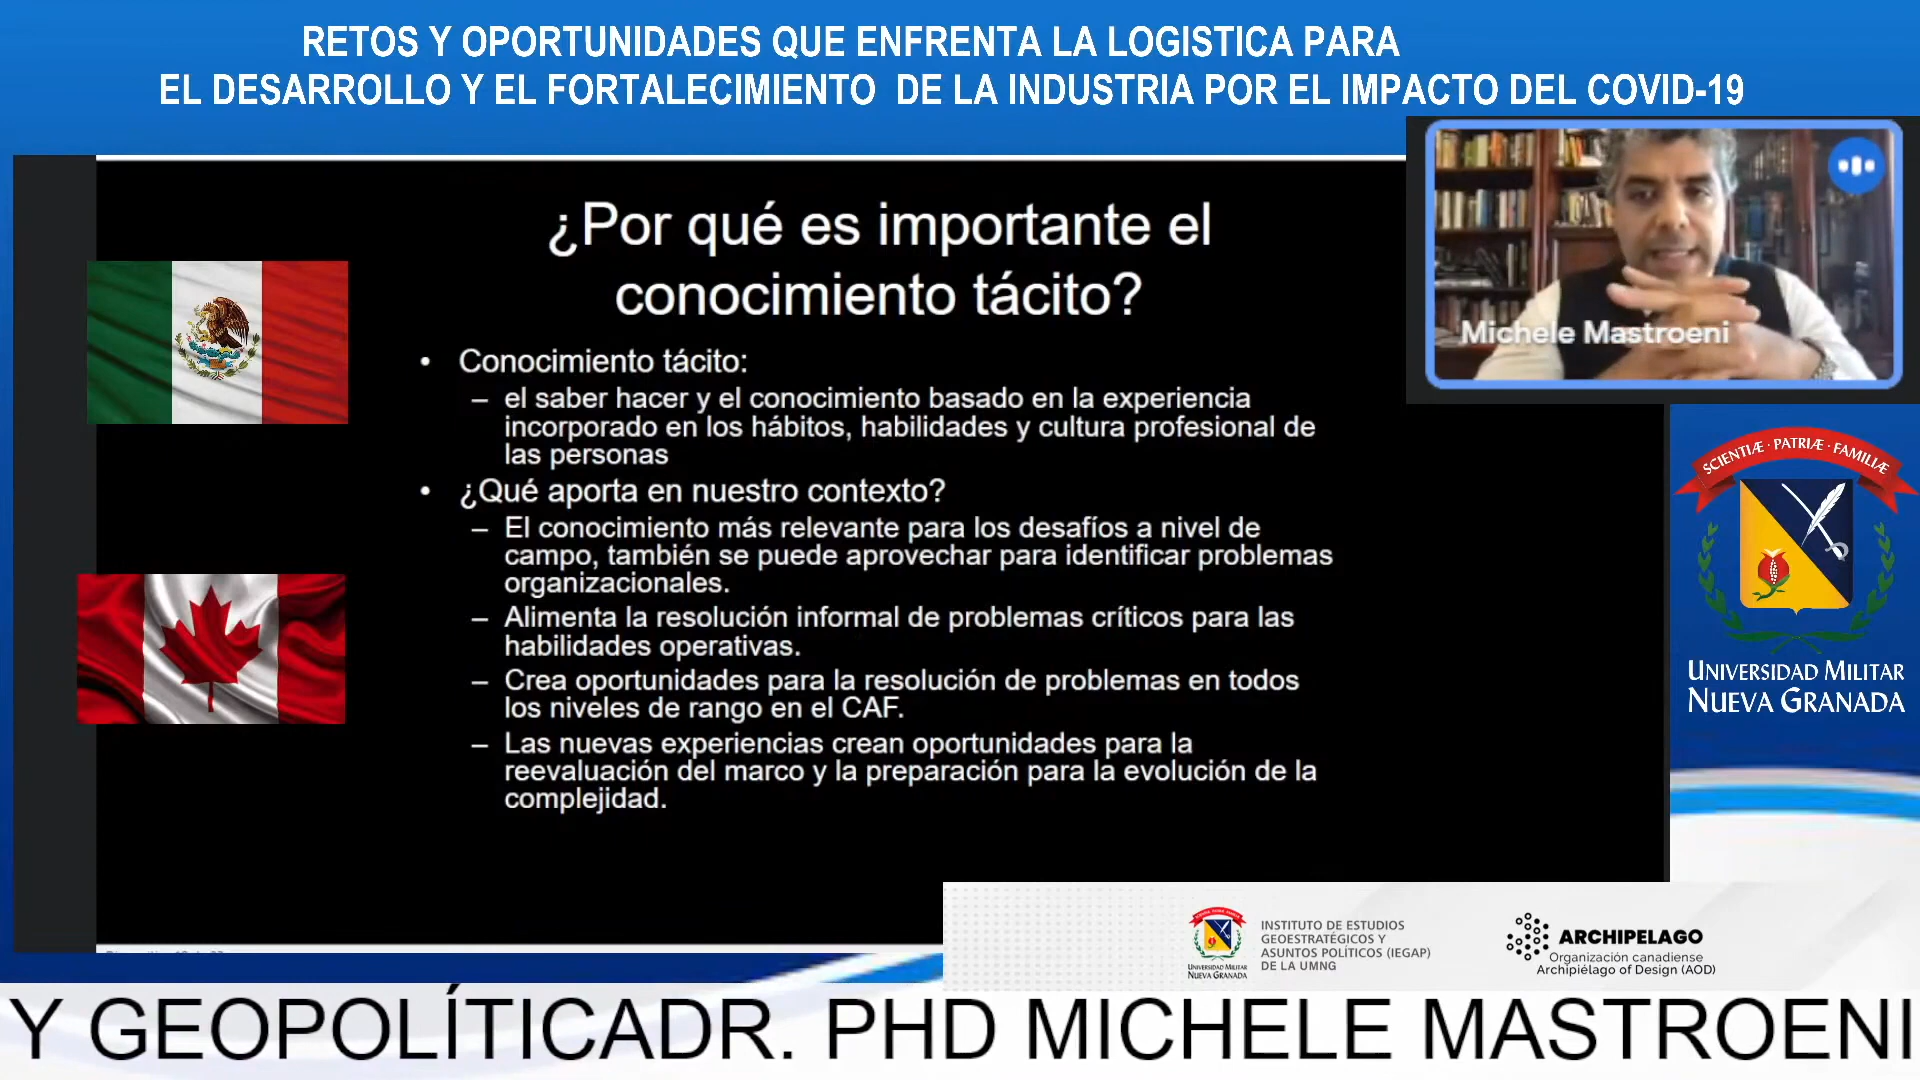 RETOS Y OPORTUNIDADES QUE ENFRENTA LA LOGISTICA PARA
EL DESARROLLO Y EL FORTALECIMIENTO DE LA INDUSTRIA POR EL IMPACTO DEL COVID-19
¿Por qué es importante el
conocimiento tácito?
• Conocimiento tácito:
– el saber hacer y el conocimiento basado en la experiencia
incorporado en los hábitos, habilidades y cultura profesional de
las personas
• ¿Qué aporta en nuestro contexto?
– El conocimiento más relevante para los desafíos a nivel de
campo, también se puede aprovechar para identificar problemas
organizacionales.
– Alimenta la resolución informal de problemas críticos para las
habilidades operativas.
– Crea oportunidades para la resolución de problemas en todos
los niveles de rango en el CAF.
– Las nuevas experiencias crean oportunidades para la
reevaluación del marco y la preparación para la evolución de la
complejidad.
Michele Mastroeni
SCIENTIÆ · PATRIÆ · FAMILIÆ
UNIVERSIDAD MILITAR
NUEVA GRANADA
UNIVERSIDAD MILITAR
NUEVA GRANADA
INSTITUTO DE ESTUDIOS
GEOESTRATÉGICOS Y
ASUNTOS POLÍTICOS (IEGAP)
DE LA UMNG
ARCHIPELAGO
Organización canadiense
Archipiélago of Design (AOD)
Y GEOPOLÍTICADR. PHD MICHELE MASTROENI